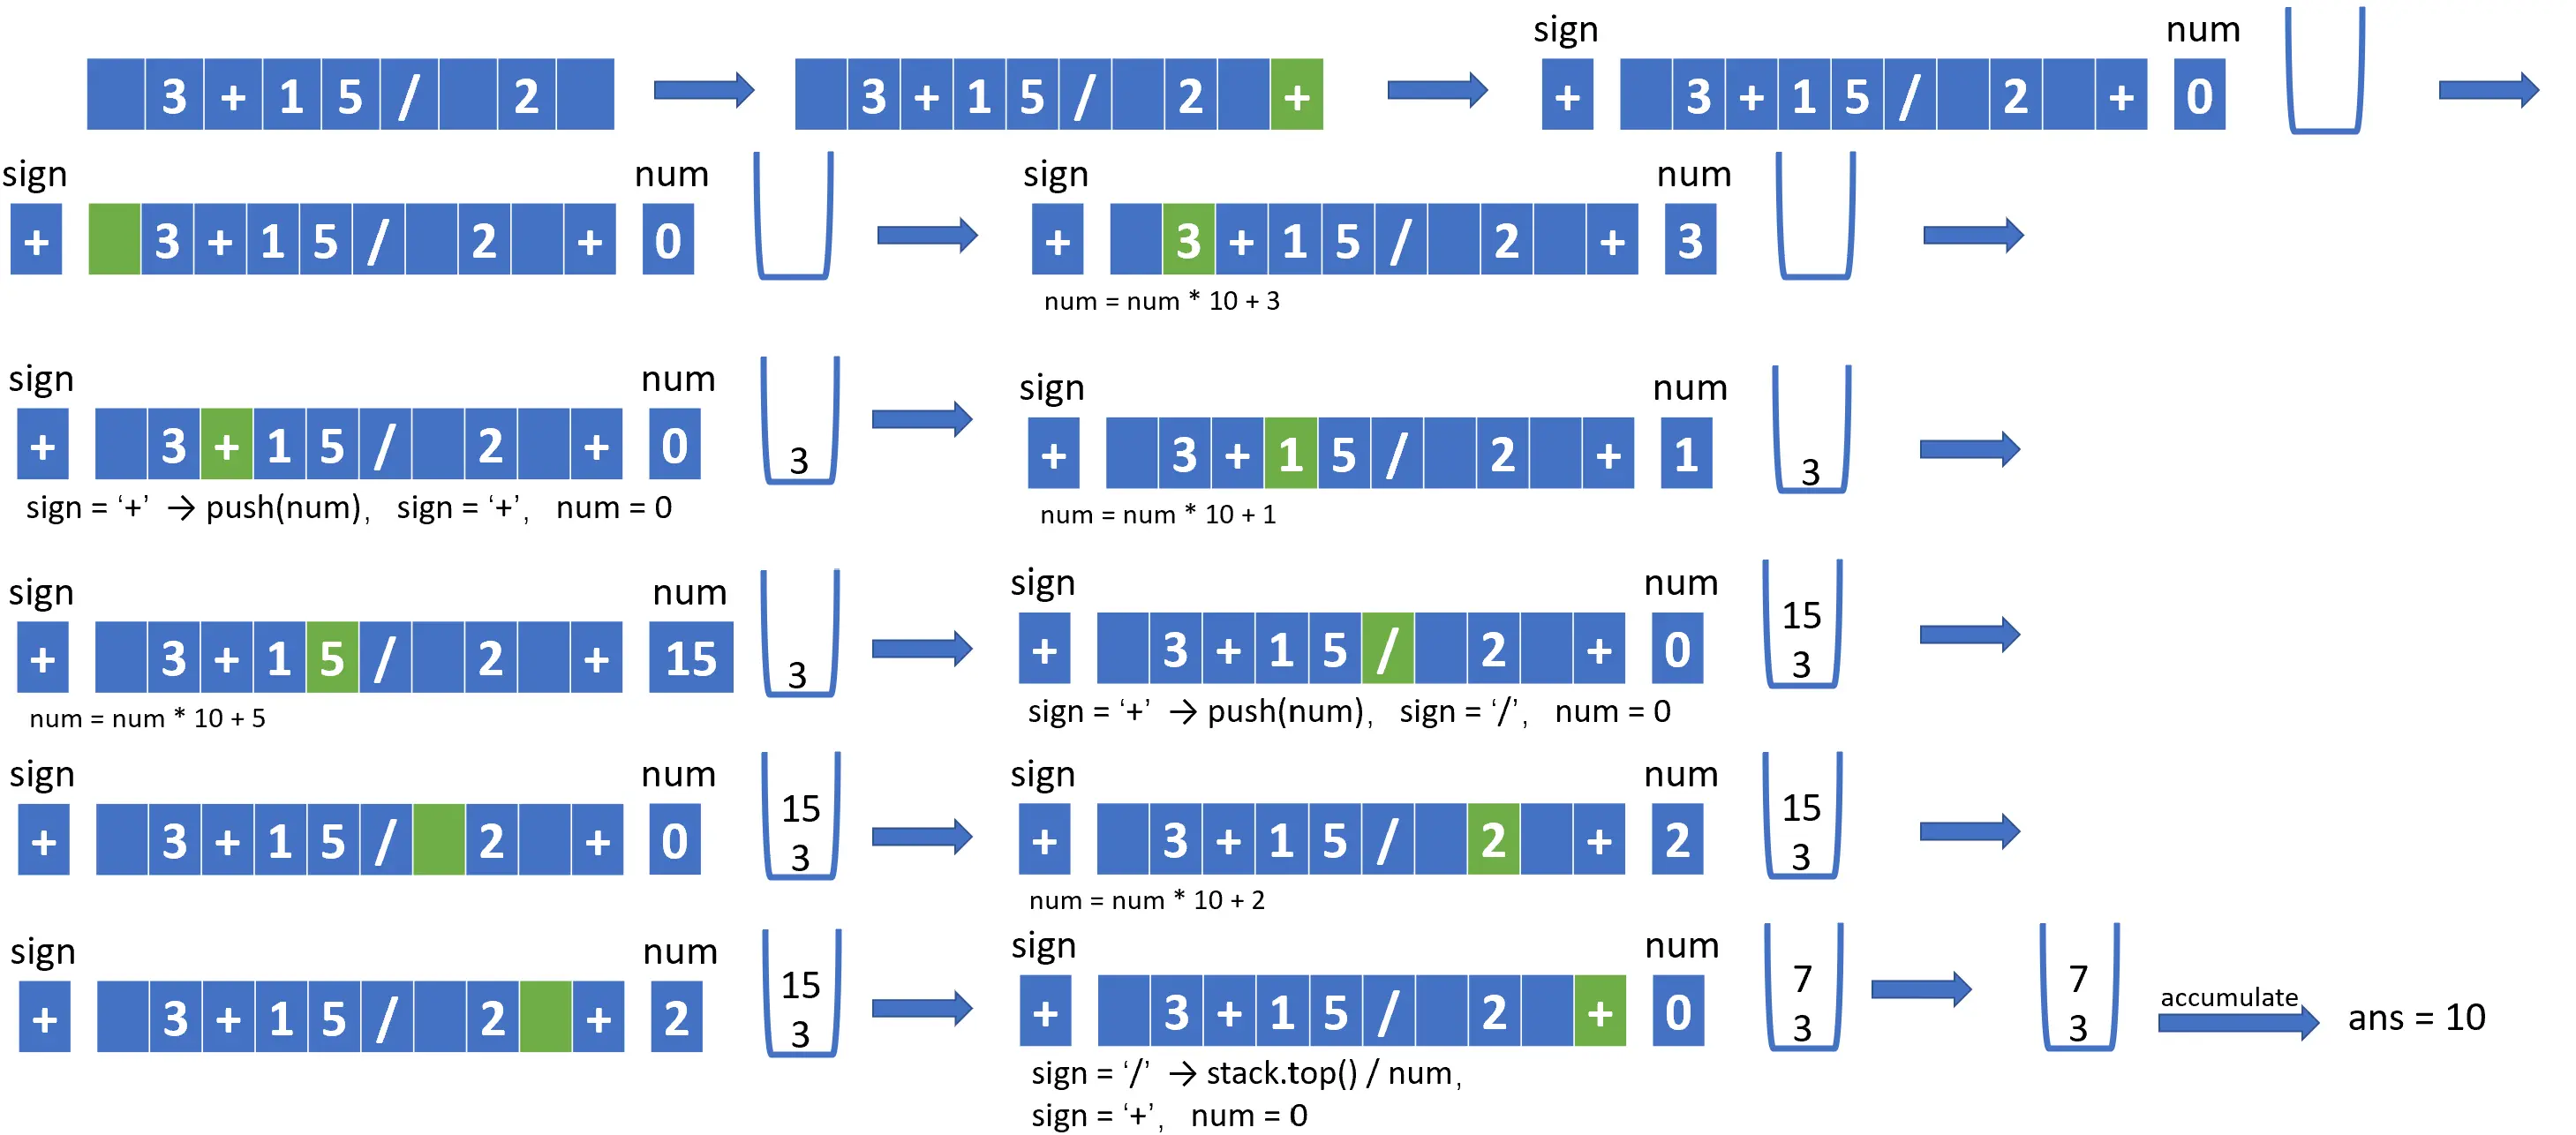 3 + 1 5 / 2
3 + 1 5 / 2 +
sign num
+ 3 + 1 5 / 2 + 0
sign num
+ 3 + 1 5 / 2 + 0
sign num
+ 3 + 1 5 / 2 + 3
num = num * 10 + 3
sign num
+ 3 + 1 5 / 2 + 0 3
sign = ‘+’ → push(num), sign = ‘+’, num = 0
sign num
+ 3 + 1 5 / 2 + 1 3
num = num * 10 + 1
sign num
+ 3 + 1 5 / 2 + 15 3
num = num * 10 + 5
sign num
15
+ 3 + 1 5 / 2 + 0 3
sign = ‘+’ → push(num), sign = ‘/’, num = 0
sign num
15
+ 3 + 1 5 / 2 + 0 3
sign num
15
+ 3 + 1 5 / 2 + 2 3
num = num * 10 + 2
sign num
15
+ 3 + 1 5 / 2 + 2 3
sign num
7
+ 3 + 1 5 / 2 + 0 3
sign = ‘/’ → stack.top() / num,
sign = ‘+’, num = 0
7
3
accumulate
ans = 10